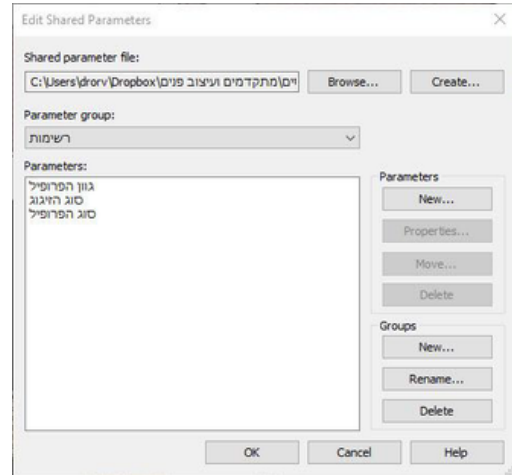 Edit Shared Parameters
Shared parameter file:
C:\Users\drorv\Dropbox\ויים\מתקדמים ועיצוב פנים
Browse...
Create...
Parameter group:
רשימות
Parameters:
גוון הפרופיל
סוג הזיגוג
סוג הפרופיל
Parameters
New...
Properties...
Move...
Delete
Groups
New...
Rename...
Delete
OK
Cancel
Help